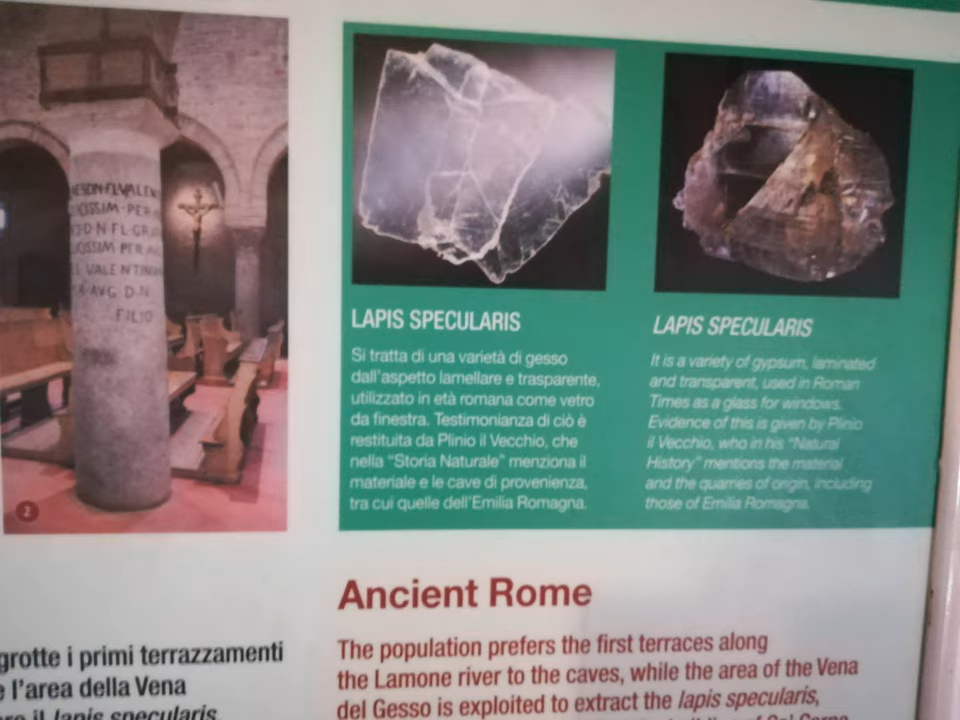 SSIM·PER
FILIO
2
LAPIS SPECULARIS
Si tratta di una varietà di gesso
dall'aspetto lamellare e trasparente,
utilizzato in età romana come vetro
da finestra. Testimonianza di ciò è
restituita da Plinio il Vecchio, che
nella "Storia Naturale" menziona il
materiale e le cave di provenienza,
tra cui quelle dell'Emilia Romagna.
LAPIS SPECULARIS
It is a variety of gypsum, laminated
and transparent, used in Roman
Times as a glass for windows.
Evidence of this is given by Plinio
il Vecchio, who in his "Natural
History" mentions the material
and the quarries of origin, including
those of Emilia Romagna.
grotte i primi terrazzamenti
l'area della Vena
il lapis specularis
Ancient Rome
The population prefers the first terraces along
the Lamone river to the caves, while the area of the Vena
del Gesso is exploited to extract the lapis specularis,